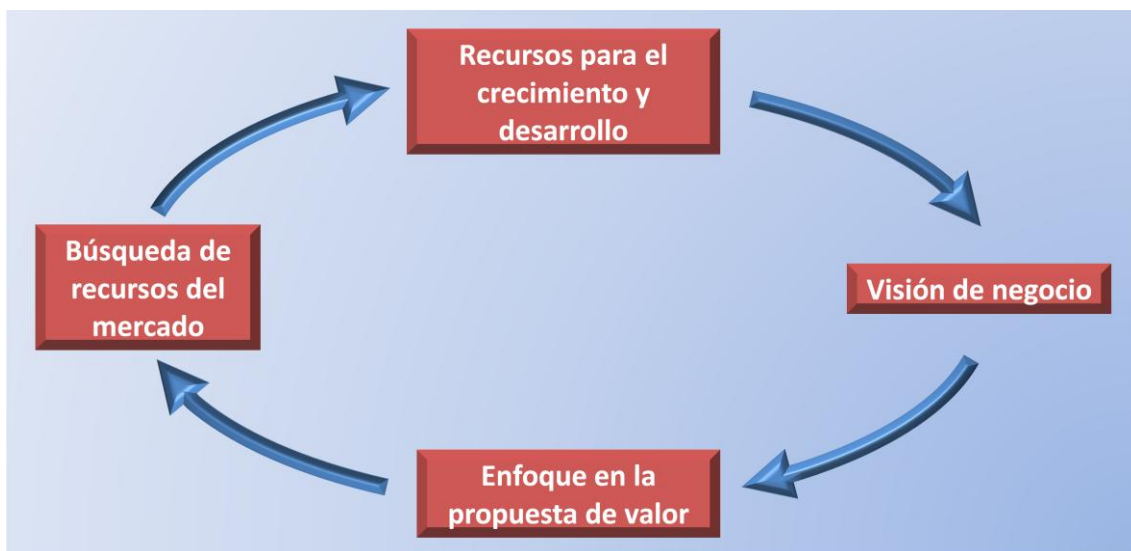 Recursos para el
crecimiento y
desarrollo
Búsqueda de
recursos del
mercado
Visión de negocio
Enfoque en la
propuesta de valor